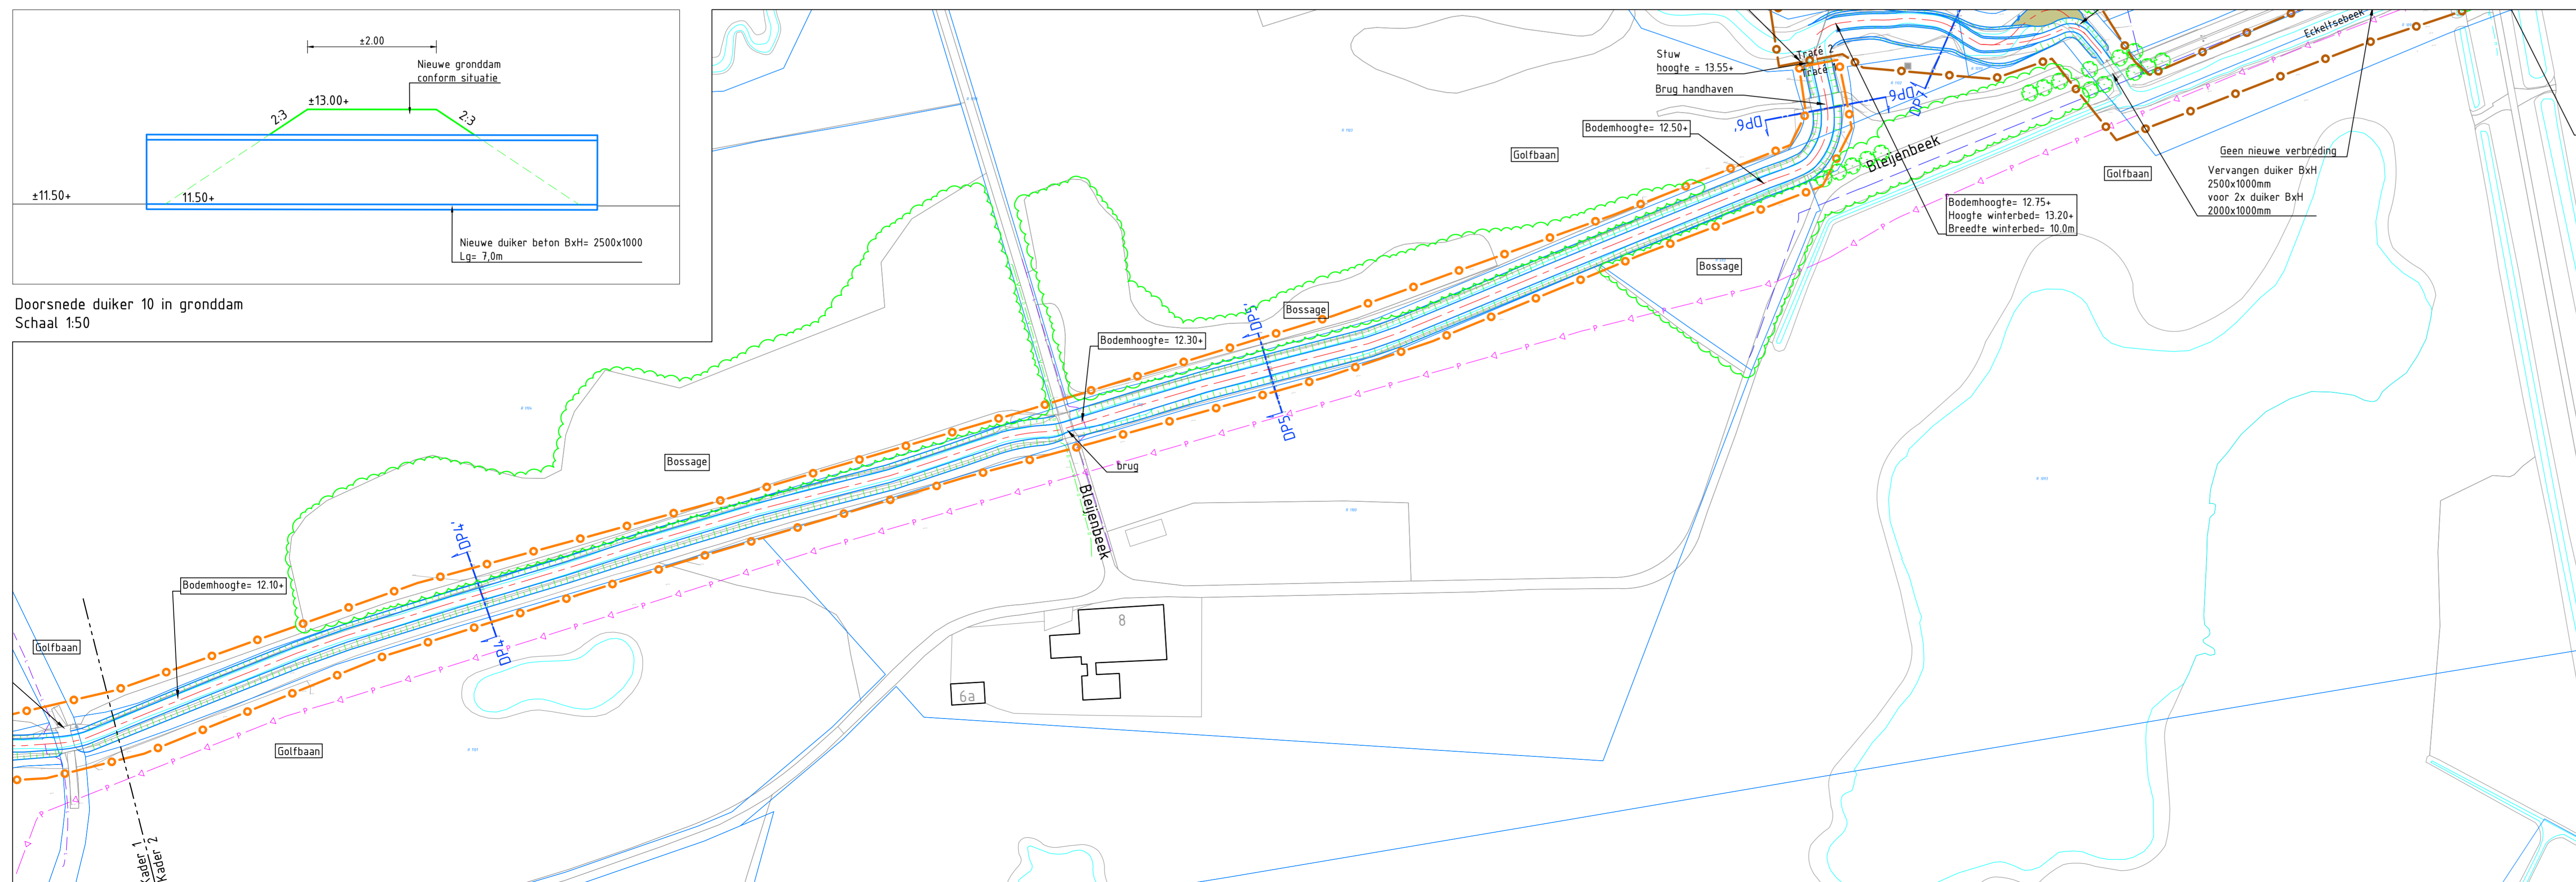 ±2.00
Nieuwe gronddam
conform situatie
±13.00+
2:3
2:3
±11.50+
11.50+
Nieuwe duiker beton BxH= 2500x1000
Lg= 7,0m
Doorsnede duiker 10 in gronddam
Schaal 1:50
Stuw
hoogte = 13.55+
Brug handhaven
Bodemhoogte= 12.50+
Golfbaan
Tracé 2
Tracé 1
DP6'
DP6
DP7
Bleijenbeek
Eckeltsebeek
Geen nieuwe verbreding
Golfbaan
Vervangen duiker BxH
2500x1000mm
voor 2x duiker BxH
2000x1000mm
Bodemhoogte= 12.75+
Hoogte winterbed= 13.20+
Breedte winterbed= 10.0m
Bossage
Bossage
DP5'
DP5
Bodemhoogte= 12.30+
brug
Bleijenbeek
Bossage
DP4'
DP4
Bodemhoogte= 12.10+
Golfbaan
Golfbaan
8
6a
Kader 1
Kader 2